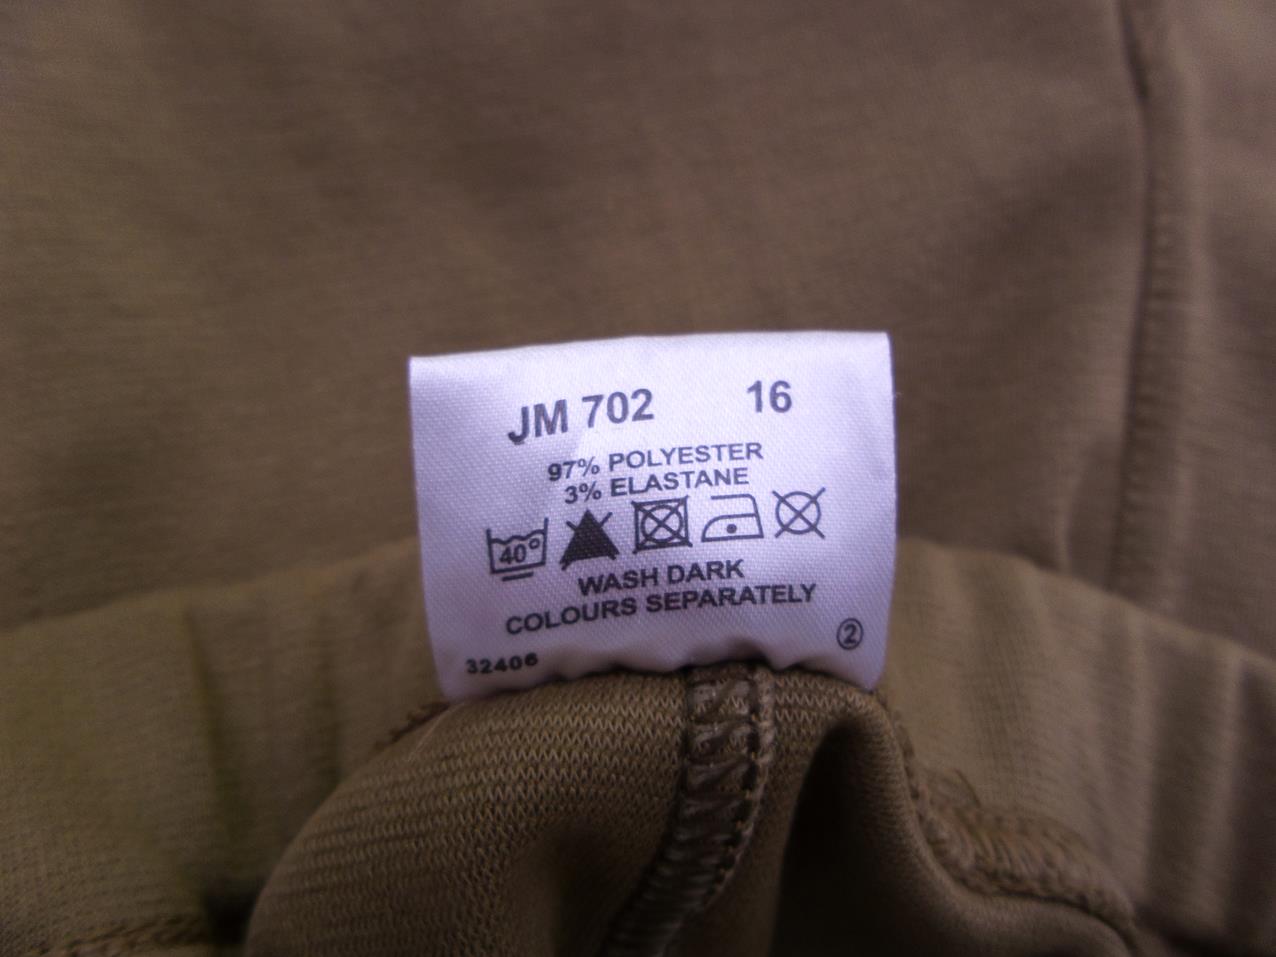 JM 702 16
97% POLYESTER
3% ELASTANE
40°
WASH DARK
COLOURS SEPARATELY
32406 2